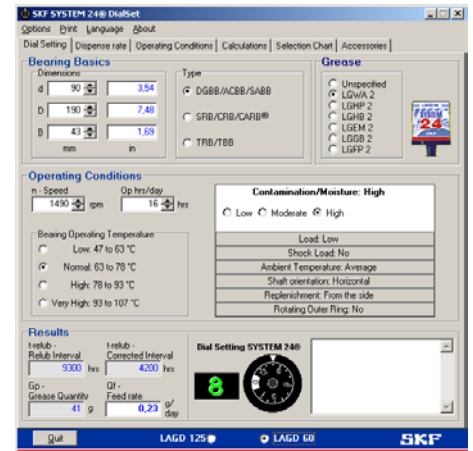 SKF SYSTEM 24® DialSet
Options Print Language About
Dial Setting Dispense rate Operating Conditions Calculations Selection Chart Accessories
Bearing Basics
Dimensions
d 90 3,54
D 190 7,48
B 43 1,69
mm in
Type
DGBB/ACBB/SABB
SRB/CRB/CARB®
TRB/TBB
Grease
Unspecified
LGWA 2
LGHP 2
LGHB 2
LGEM 2
LGGB 2
LGFP 2
SYSTEM
24
Operating Conditions
n - Speed
1490 rpm
Op hrs/day
16 hrs
Bearing Operating Temperature
Low: 47 to 63 °C
Normal: 63 to 78 °C
High: 78 to 93 °C
Very High: 93 to 107 °C
Contamination/Moisture: High
Low Moderate High
Load: Low
Shock Load: No
Ambient Temperature: Average
Shaft orientation: Horizontal
Replenishment: From the side
Rotating Outer Ring: No
Results
t-relub -
Relub Interval
9300 hrs
t-relub -
Corrected Interval
4200 hrs
Gp -
Grease Quantity
41 g
Qf -
Feed rate
0,23 g/
day
Dial Setting SYSTEM 24®
8
Quit LAGD 125 LAGD 60 SKF